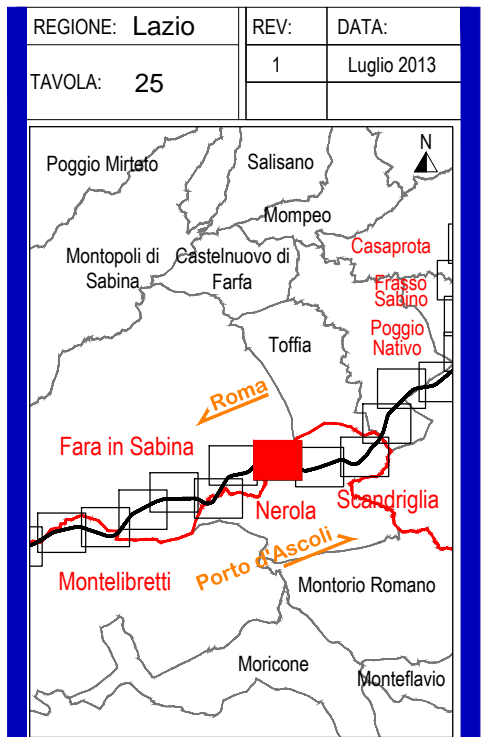 REGIONE: Lazio
REV:
DATA:
1
Luglio 2013
TAVOLA: 25
N
Poggio Mirteto
Salisano
Mompeo
Casaprota
Montopoli di
Sabina
Castelnuovo di
Farfa
Frasso
Sabino
Poggio
Nativo
Toffia
Roma
Fara in Sabina
Nerola
Scandriglia
Porto d'Ascoli
Montelibretti
Montorio Romano
Moricone
Monteflavio